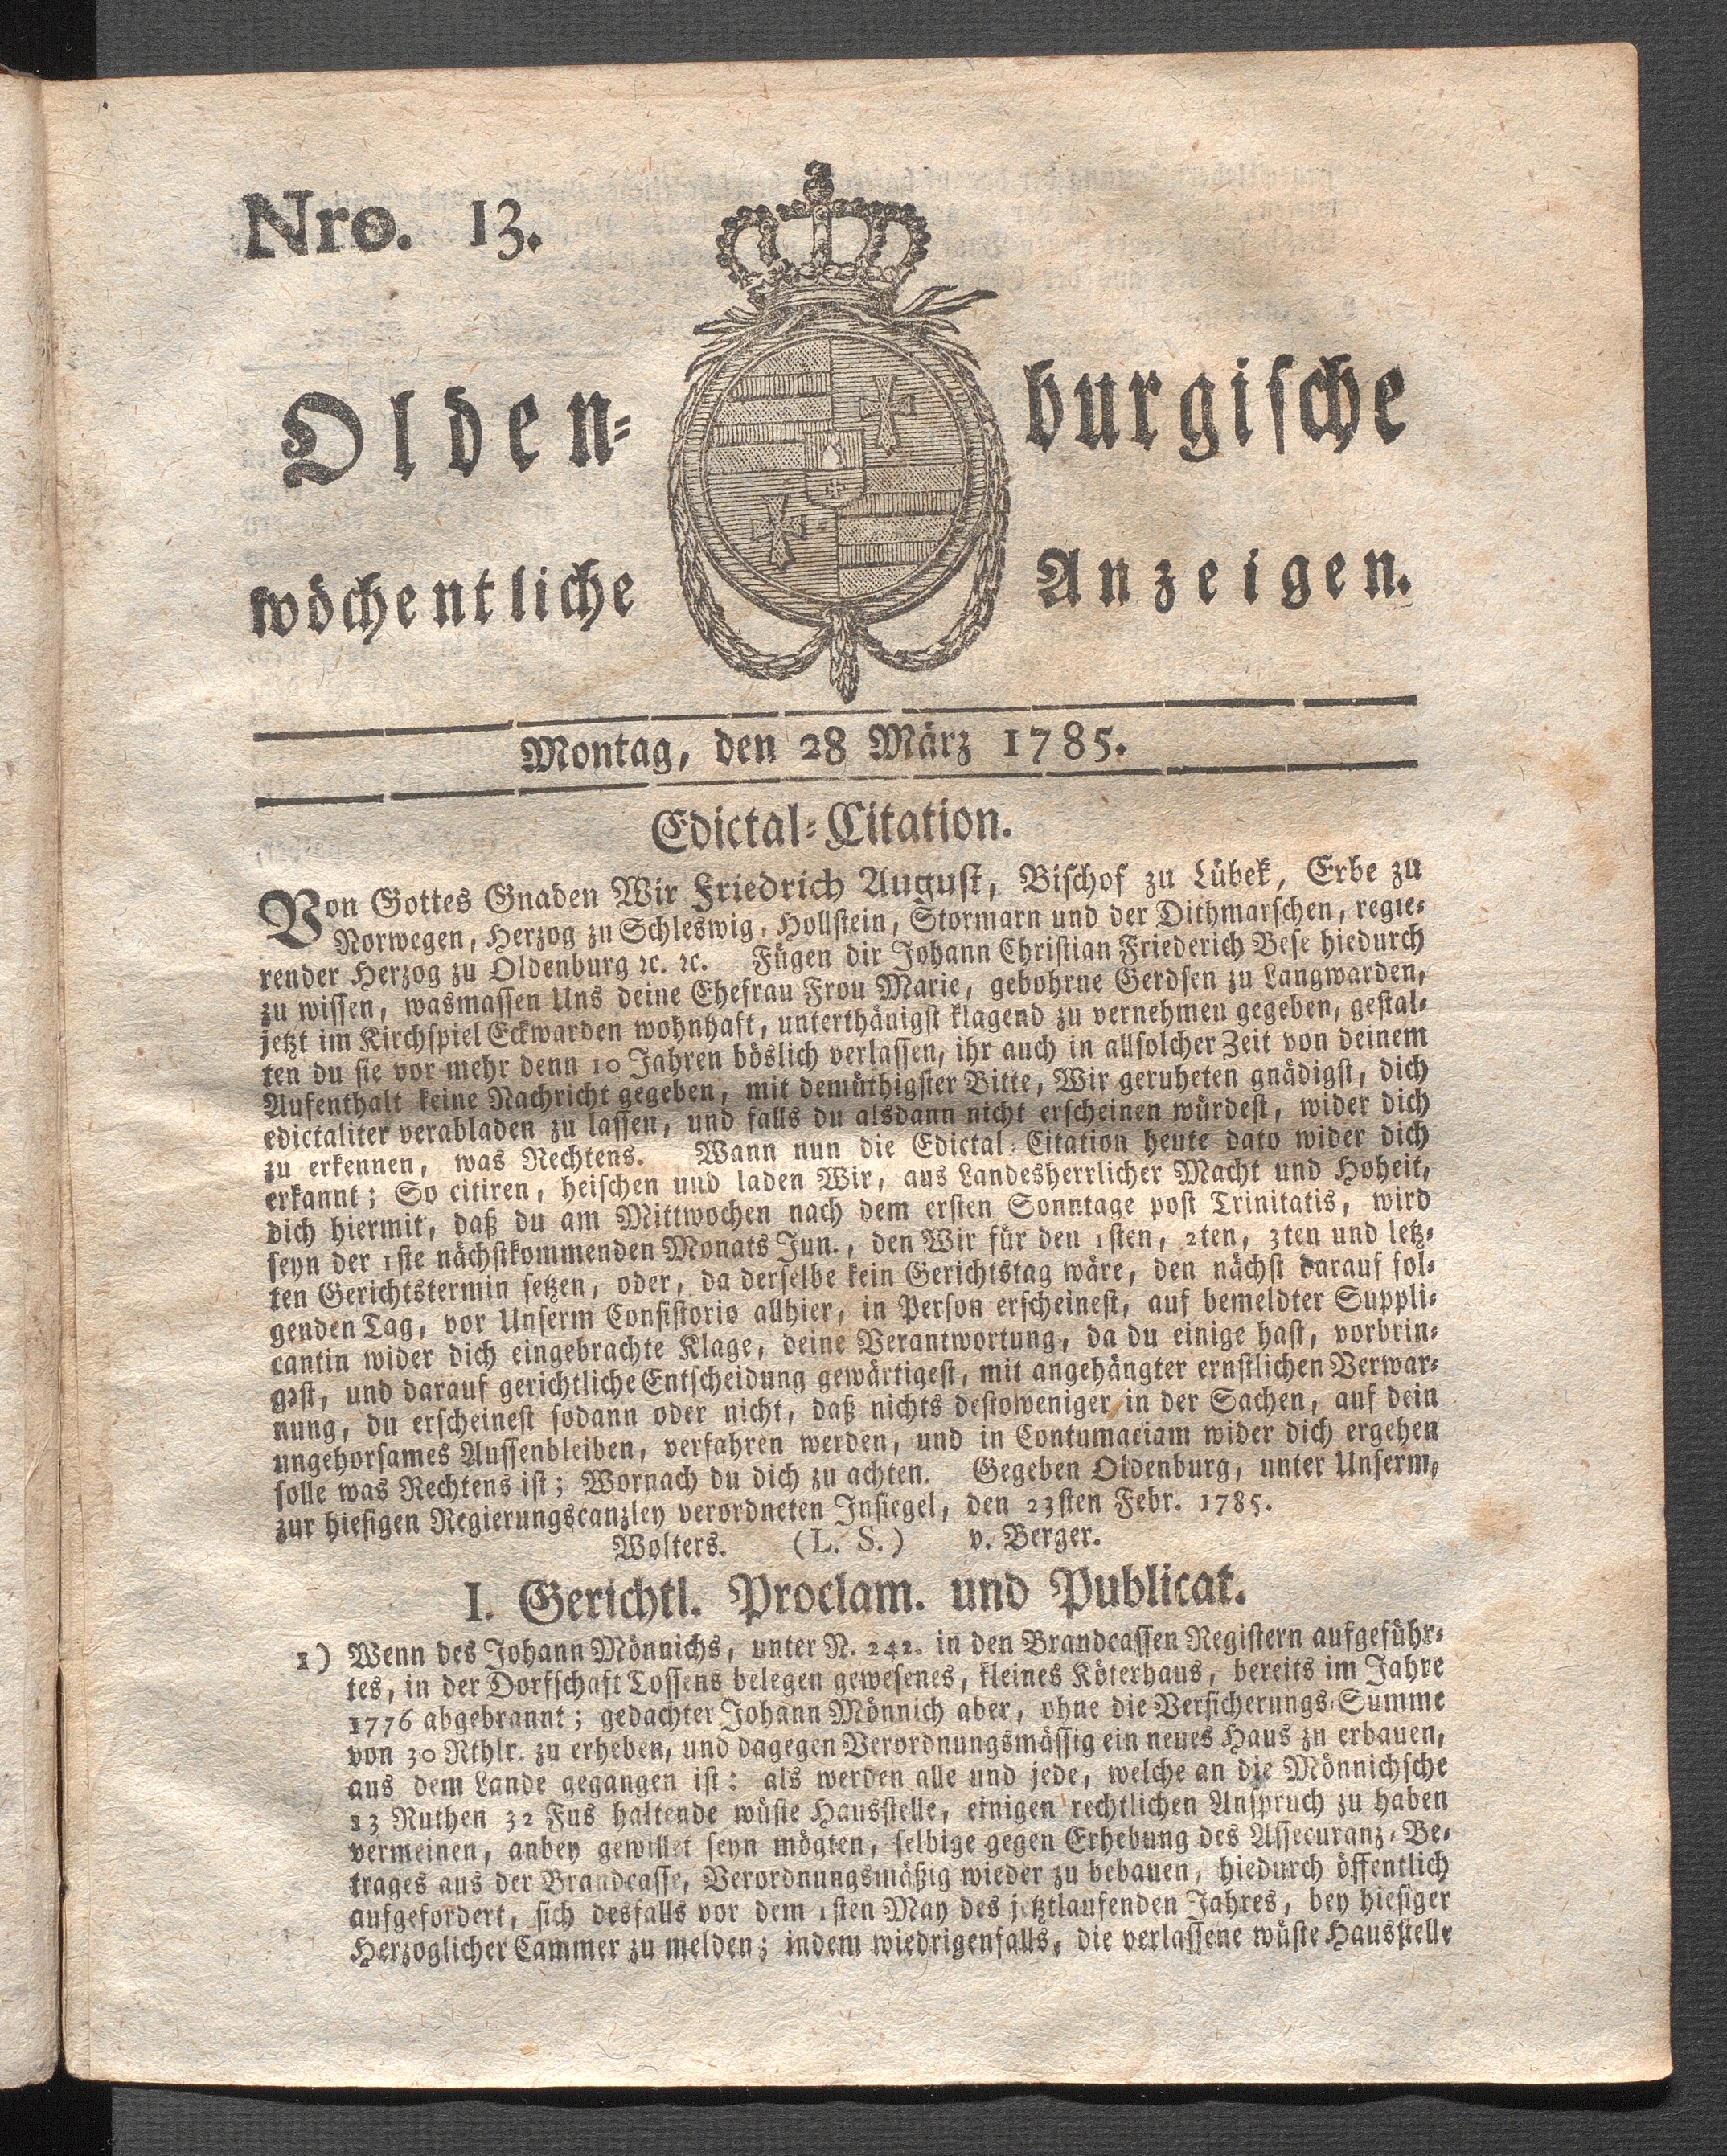 Nro. 13.
Olden-burgische
wöchentliche Anzeigen.
Montag, den 28 März 1785.
Edictal-Citation.
Von Gottes Gnaden Wir Friedrich August, Bischof zu Lübek, Erbe zu
Norwegen, Herzog zu Schleswig, Hollstein, Stormarn und der Dithmarschen, regie-
render Herzog zu Oldenburg ꝛc. ꝛc. Fügen dir Johann Christian Friederich Bese hiedurch
zu wissen, wasmassen Uns deine Ehefrau Frou Marie, gebohrne Gerdsen zu Langwarden,
jetzt im Kirchspiel Eckwarden wohnhaft, unterthänigst klagend zu vernehmen gegeben, gestal-
ten du sie vor mehr denn 10 Jahren böslich verlassen, ihr auch in allsolcher Zeit von deinem
Aufenthalt keine Nachricht gegeben, mit demüthigster Bitte, Wir geruheten gnädigst, dich
edictaliter verabladen zu lassen, und falls du alsdann nicht erscheinen würdest, wider dich
zu erkennen, was Rechtens. Wann nun die Edictal-Citation heute dato wider dich
erkannt; So citiren, heischen und laden Wir, aus Landesherrlicher Macht und Hoheit,
dich hiermit, daß du am Mittwochen nach dem ersten Sonntage post Trinitatis, wird
seyn der 1ste nächstkommenden Monats Jun., den Wir für den 1sten, 2ten, 3ten und letz-
ten Gerichtstermin setzen, oder, da derselbe kein Gerichtstag wäre, den nächst darauf fol-
genden Tag, vor Unserm Consistorio allhier, in Person erscheinest, auf bemeldter Suppli-
cantin wider dich eingebrachte Klage, deine Verantwortung, da du einige hast, vorbrin-
gest, und darauf gerichtliche Entscheidung gewärtigest, mit angehängter ernstlichen Verwar-
nung, du erscheinest sodann oder nicht, daß nichts destoweniger in der Sachen, auf dein
ungehorsames Aussenbleiben, verfahren werden, und in Contumaciam wider dich ergehen
solle was Rechtens ist; Wornach du dich zu achten. Gegeben Oldenburg, unter Unserm,
zur hiesigen Regierungscanzley verordneten Insiegel, den 23sten Febr. 1785.
Wolters. (L. S.) v. Berger.
I. Gerichtl. Proclam. und Publicat.
1) Wenn des Johann Mönnichs, unter N. 242. in den Brandcassen Registern aufgeführ-
tes, in der Dorfschaft Tossens belegen gewesenes, kleines Köterhaus, bereits im Jahre
1776 abgebrannt; gedachter Johann Mönnich aber, ohne die Versicherungs-Summe
von 30 Rthlr. zu erheben, und dagegen Verordnungsmässig ein neues Haus zu erbauen,
aus dem Lande gegangen ist: als werden alle und jede, welche an die Mönnichsche
13 Ruthen 32 Fus haltende wüste Hausstelle, einigen rechtlichen Anspruch zu haben
vermeinen, anbey gewillet seyn mögten, selbige gegen Erhebung des Assecuranz-Be-
trages aus der Brandcasse, Verordnungsmäßig wieder zu bebauen, hiedurch öffentlich
aufgefordert, sich desfalls vor dem 1sten May des jetztlaufenden Jahres, bey hiesiger
Herzoglicher Cammer zu melden; indem wiedrigenfalls, die verlassene wüste Hausstelle